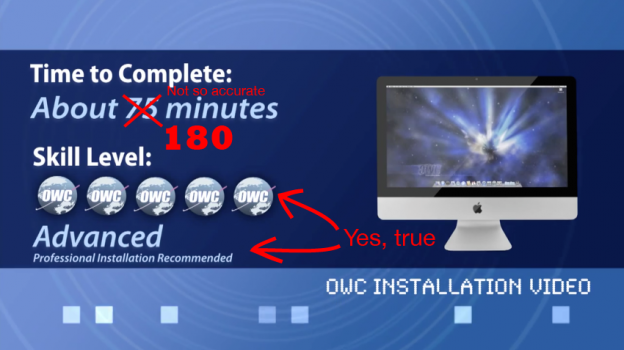 Time to Complete:
Not so accurate
About 75 minutes
180
Skill Level:
OWC OWC OWC OWC OWC
Advanced
Yes, true
Professional Installation Recommended
OWC INSTALLATION VIDEO